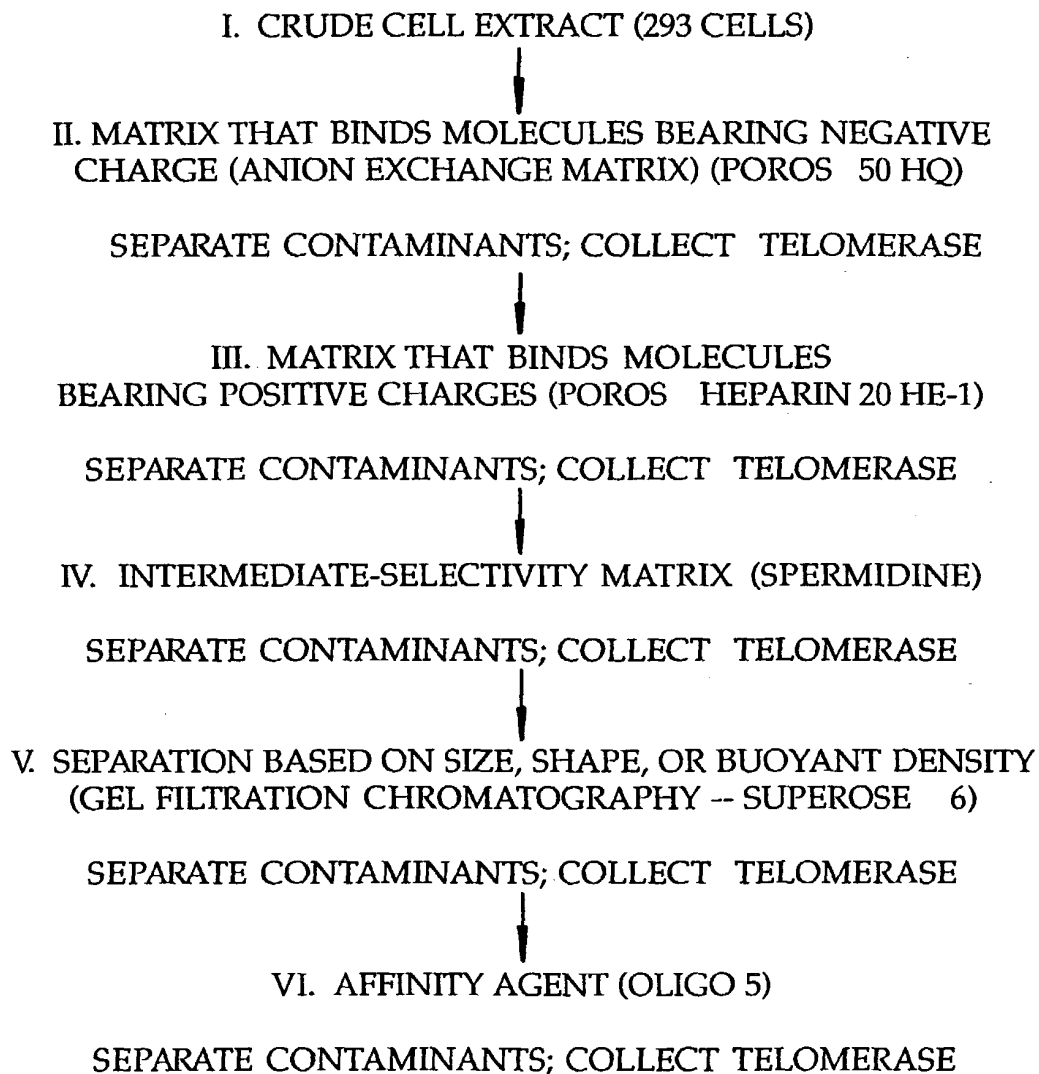 I. CRUDE CELL EXTRACT (293 CELLS)
II. MATRIX THAT BINDS MOLECULES BEARING NEGATIVE
CHARGE (ANION EXCHANGE MATRIX) (POROS 50 HQ)
SEPARATE CONTAMINANTS; COLLECT TELOMERASE
III. MATRIX THAT BINDS MOLECULES
BEARING POSITIVE CHARGES (POROS HEPARIN 20 HE-1)
SEPARATE CONTAMINANTS; COLLECT TELOMERASE
IV. INTERMEDIATE-SELECTIVITY MATRIX (SPERMIDINE)
SEPARATE CONTAMINANTS; COLLECT TELOMERASE
V. SEPARATION BASED ON SIZE, SHAPE, OR BUOYANT DENSITY
(GEL FILTRATION CHROMATOGRAPHY -- SUPEROSE 6)
SEPARATE CONTAMINANTS; COLLECT TELOMERASE
VI. AFFINITY AGENT (OLIGO 5)
SEPARATE CONTAMINANTS; COLLECT TELOMERASE